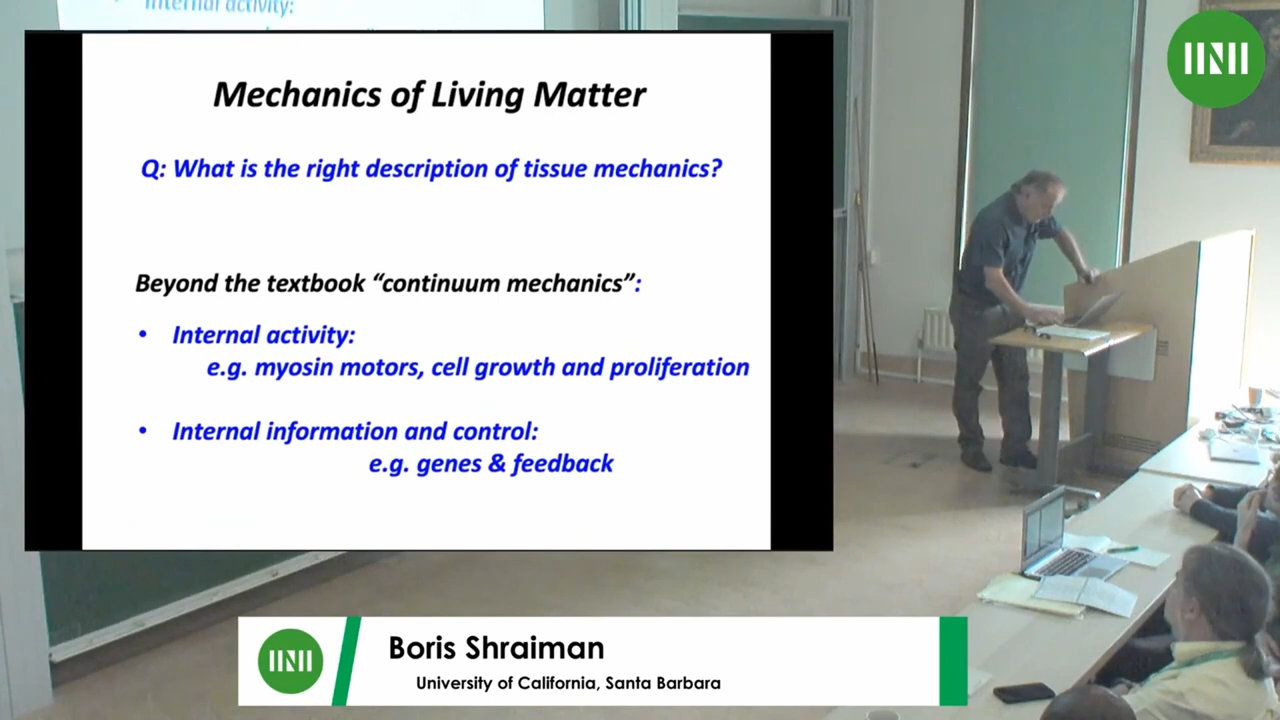 Internal activity:
Mechanics of Living Matter
Q: What is the right description of tissue mechanics?
Beyond the textbook “continuum mechanics”:
• Internal activity:
e.g. myosin motors, cell growth and proliferation
• Internal information and control:
e.g. genes & feedback
Boris Shraiman
University of California, Santa Barbara